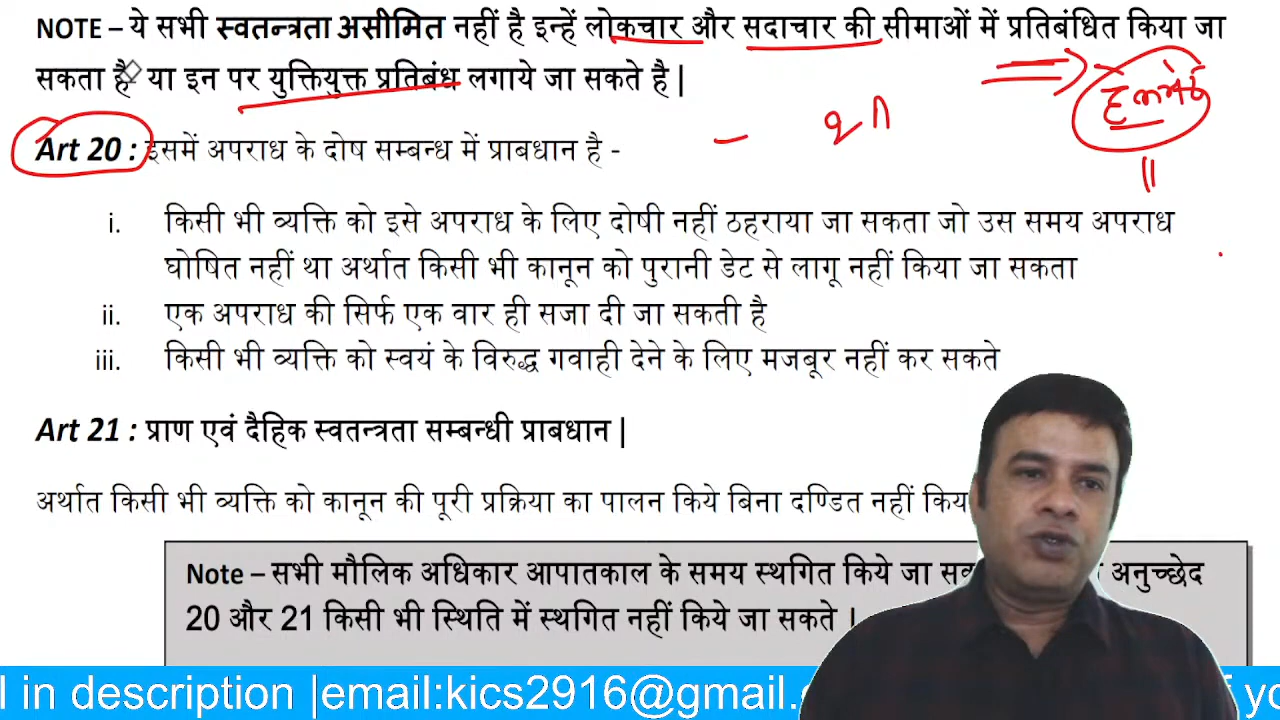 NOTE – ये सभी स्वतन्त्रता असीमित नहीं है इन्हें लोकचार और सदाचार की सीमाओं में प्रतिबंधित किया जा
सकता है या इन पर युक्तियुक्त प्रतिबंध लगाये जा सकते है |
Art 20 : इसमें अपराध के दोष सम्बन्ध में प्राबधान है -
i. किसी भी व्यक्ति को इसे अपराध के लिए दोषी नहीं ठहराया जा सकता जो उस समय अपराध
घोषित नहीं था अर्थात किसी भी कानून को पुरानी डेट से लागू नहीं किया जा सकता
ii. एक अपराध की सिर्फ एक वार ही सजा दी जा सकती है
iii. किसी भी व्यक्ति को स्वयं के विरुद्ध गवाही देने के लिए मजबूर नहीं कर सकते
Art 21 : प्राण एवं दैहिक स्वतन्त्रता सम्बन्धी प्राबधान |
अर्थात किसी भी व्यक्ति को कानून की पूरी प्रक्रिया का पालन किये बिना दण्डित नहीं किय
Note – सभी मौलिक अधिकार आपातकाल के समय स्थगित किये जा सक अनुच्छेद
20 और 21 किसी भी स्थिति में स्थगित नहीं किये जा सकते ।
l in description |email:kics2916@gmail.